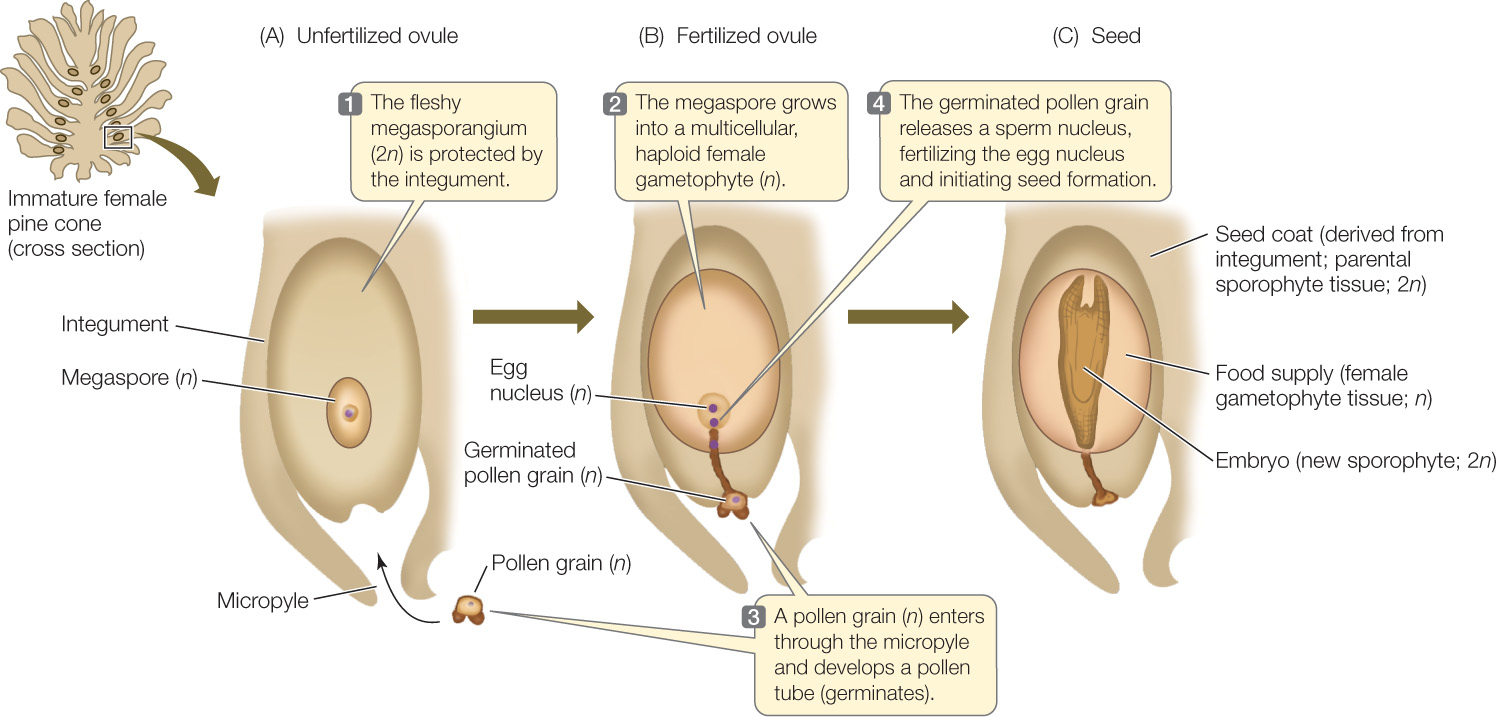 (A) Unfertilized ovule
(B) Fertilized ovule
(C) Seed
1 The fleshy
megasporangium
(2n) is protected by
the integument.
2 The megaspore grows
into a multicellular,
haploid female
gametophyte (n).
4 The germinated pollen grain
releases a sperm nucleus,
fertilizing the egg nucleus
and initiating seed formation.
Immature female
pine cone
(cross section)
Integument
Megaspore (n)
Micropyle
Pollen grain (n)
Egg
nucleus (n)
Germinated
pollen grain (n)
3 A pollen grain (n) enters
through the micropyle
and develops a pollen
tube (germinates).
Seed coat (derived from
integument; parental
sporophyte tissue; 2n)
Food supply (female
gametophyte tissue; n)
Embryo (new sporophyte; 2n)